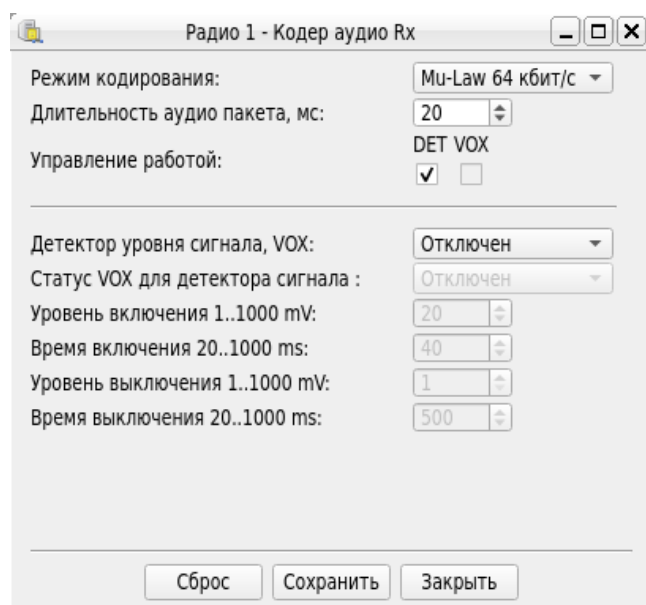 Радио 1 - Кодер аудио Rx
Режим кодирования: Mu-Law 64 кбит/с
Длительность аудио пакета, мс: 20
DET VOX
Управление работой:
Детектор уровня сигнала, VOX: Отключен
Статус VOX для детектора сигнала : Отключен
Уровень включения 1..1000 mV: 20
Время включения 20..1000 ms: 40
Уровень выключения 1..1000 mV: 1
Время выключения 20..1000 ms: 500
Сброс Сохранить Закрыть